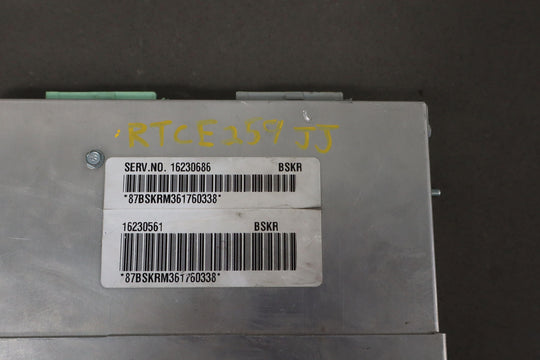 RTCE257 JJ
SERV.NO. 16230686 BSKR
*87BSKRM361760338*
16230561 BSKR
*87BSKRM361760338*